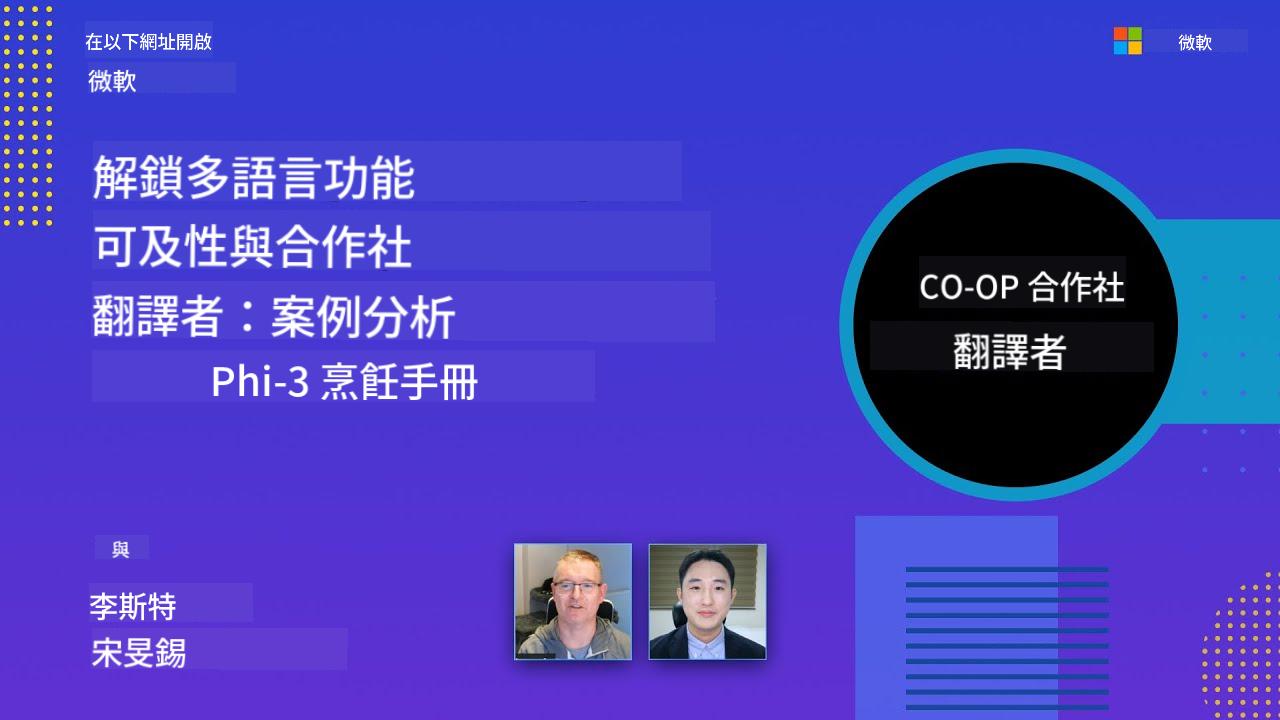 在以下網址開啟
微軟
微軟
解鎖多語言功能
可及性與合作社
翻譯者：案例分析
Phi-3 烹飪手冊
CO-OP 合作社
翻譯者
與
李斯特
宋旻錫